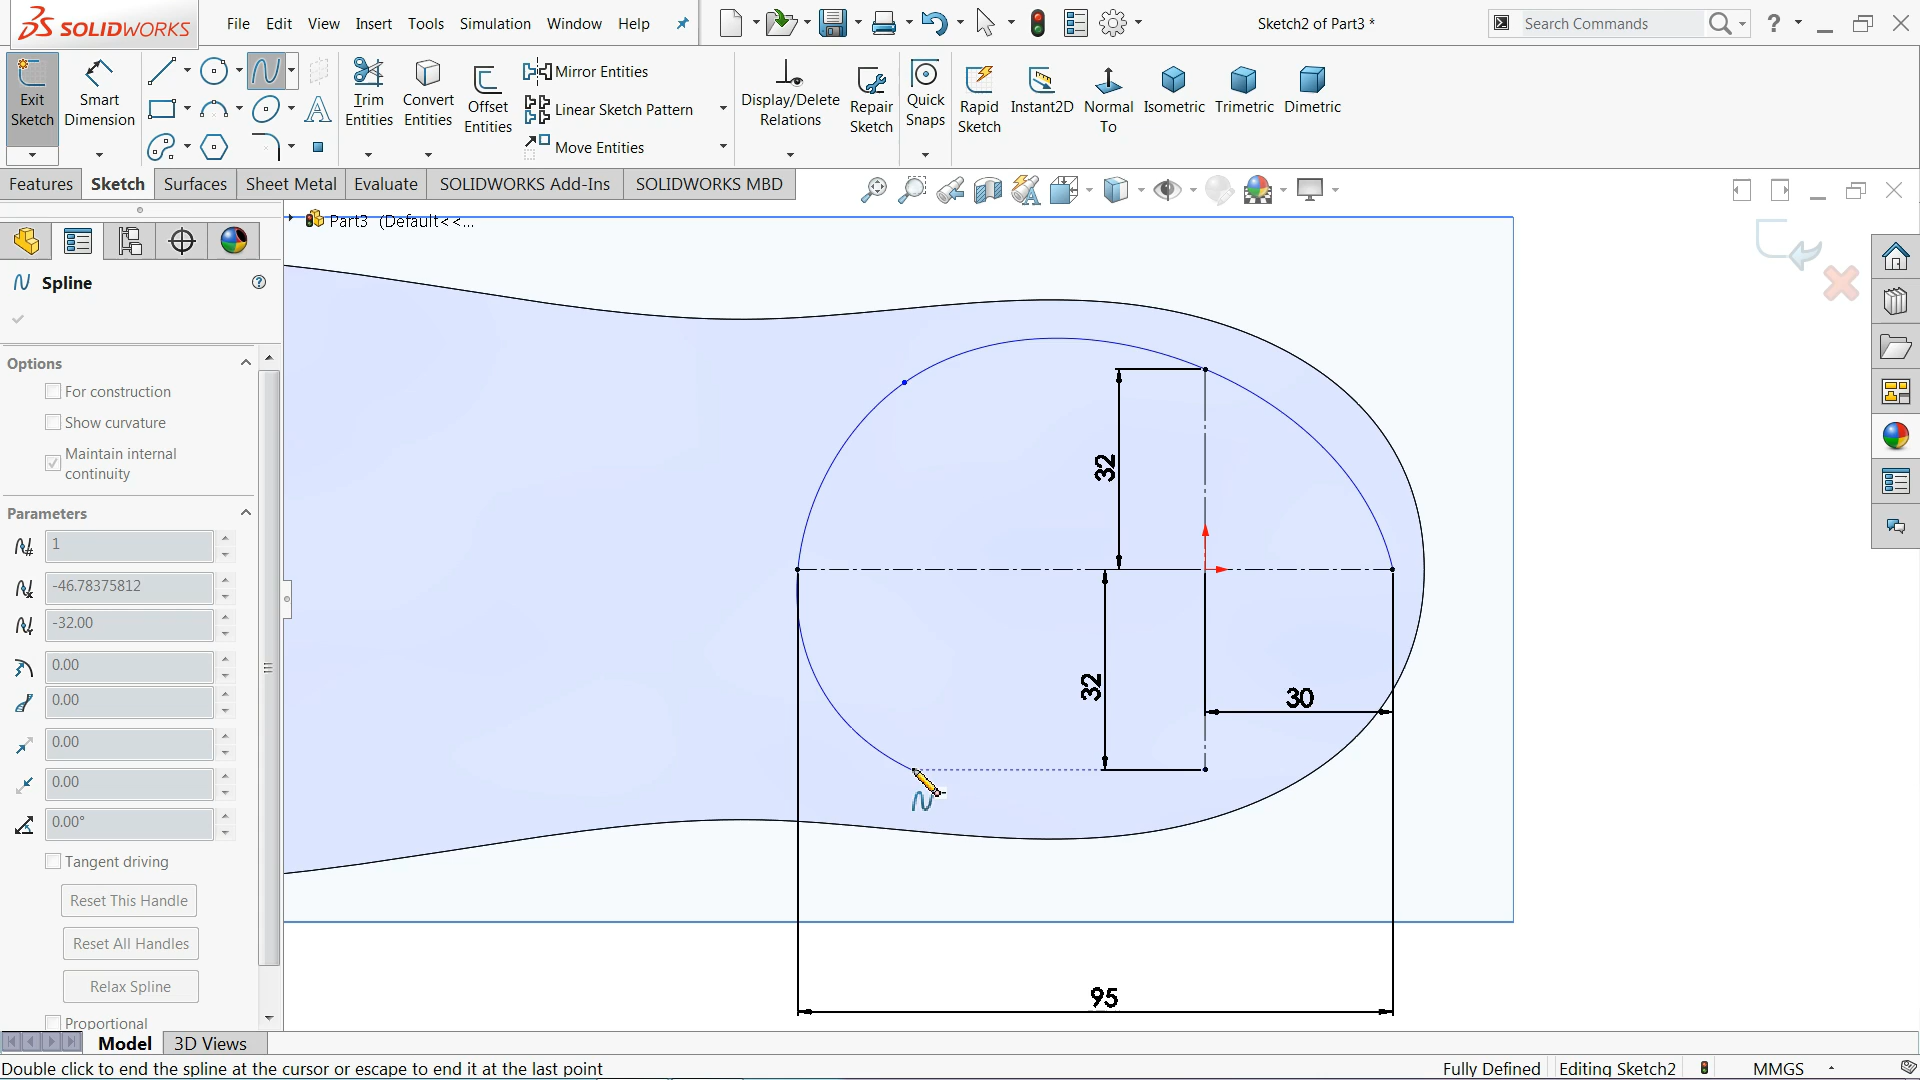 SOLIDWORKS
File Edit View Insert Tools Simulation Window Help
Sketch2 of Part3 *
Search Commands
?
Exit Sketch
Smart Dimension
Trim Entities
Convert Entities
Offset Entities
Mirror Entities
Linear Sketch Pattern
Move Entities
Display/Delete Relations
Repair Sketch
Quick Snaps
Rapid Sketch
Instant2D
Normal To
Isometric
Trimetric
Dimetric
Features Sketch Surfaces Sheet Metal Evaluate SOLIDWORKS Add-Ins SOLIDWORKS MBD
Part3 (Default<<...
Spline
Options
For construction
Show curvature
Maintain internal
continuity
Parameters
1
-46.78375812
-32.00
0.00
0.00
0.00
0.00
0.00°
Tangent driving
Reset This Handle
Reset All Handles
Relax Spline
Proportional
32
32
30
95
Model 3D Views
Double click to end the spline at the cursor or escape to end it at the last point
Fully Defined Editing Sketch2 MMGS